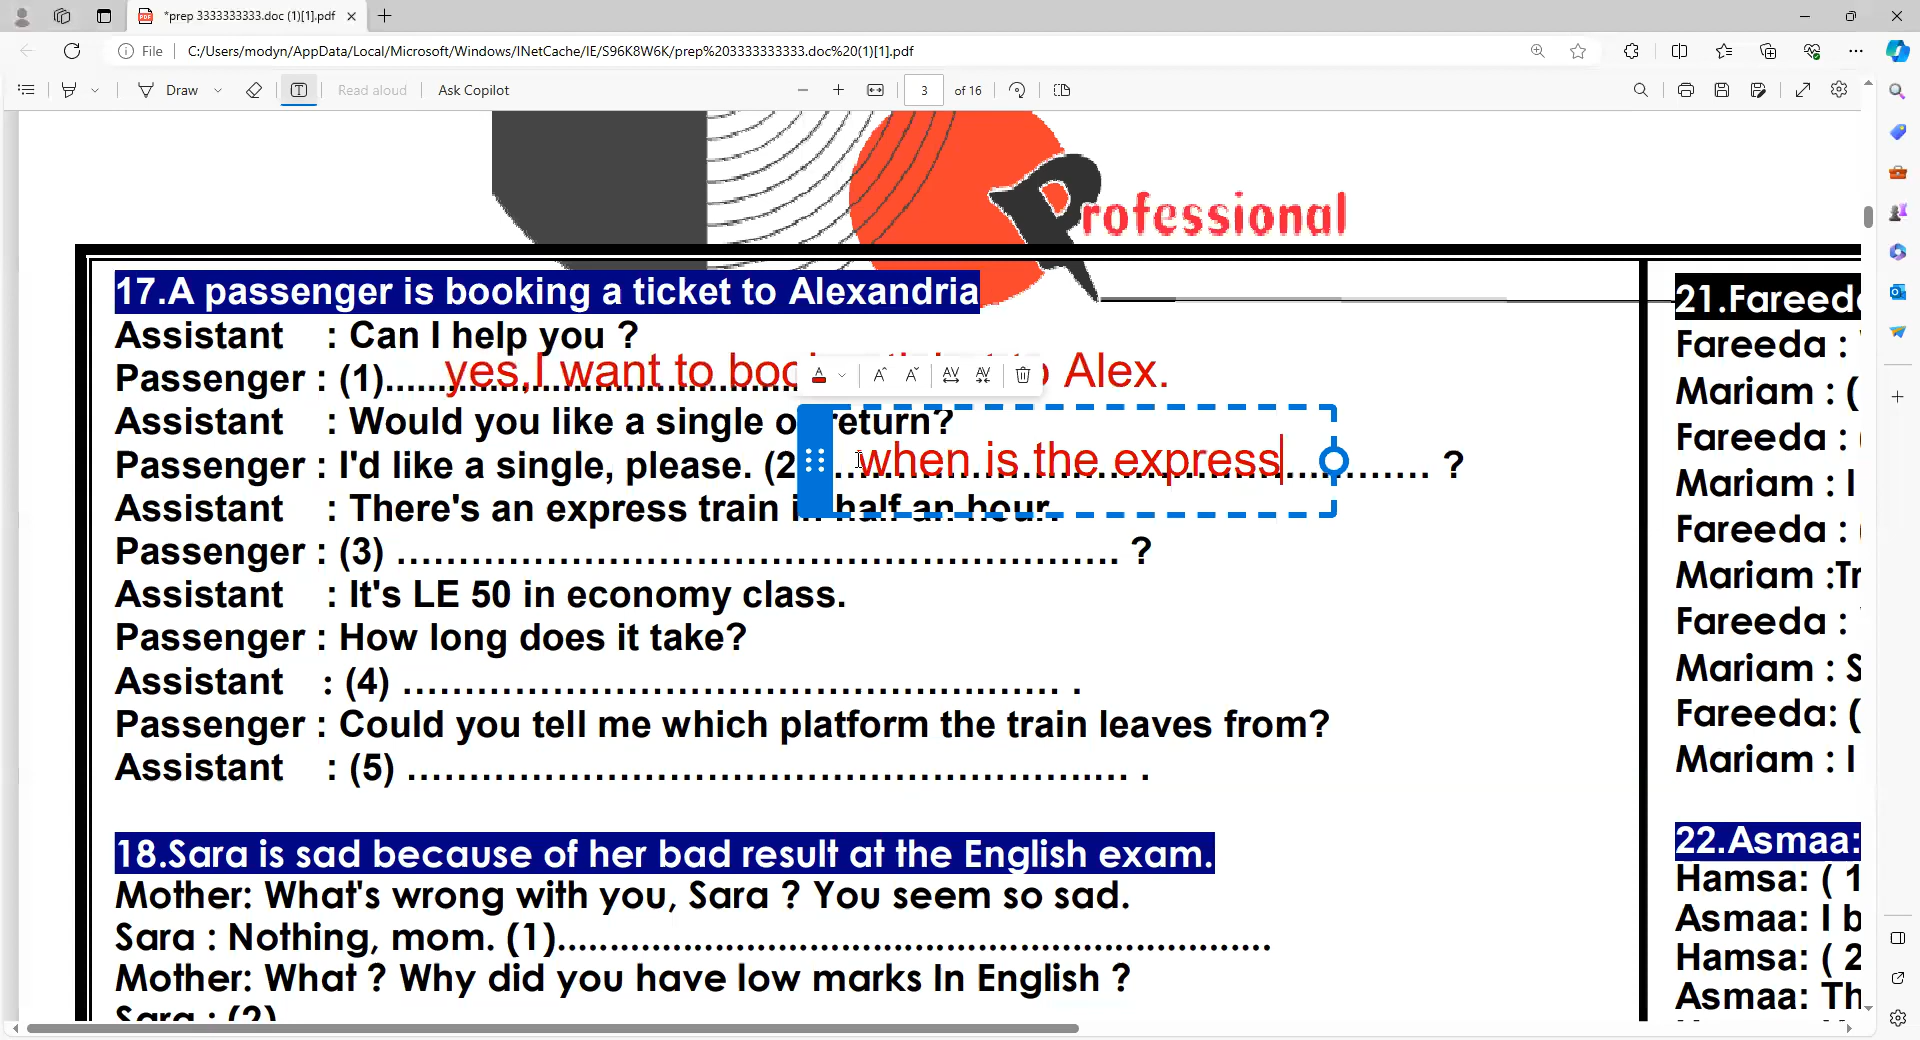 *prep 3333333333.doc (1)[1].pdf
File
C:/Users/modyn/AppData/Local/Microsoft/Windows/INetCache/IE/S96K8W6K/prep%203333333333.doc%20(1)[1].pdf
Draw
Read aloud
Ask Copilot
3
of 16
Professional
17.A passenger is booking a ticket to Alexandria
Assistant : Can I help you ?
yes,I want to to Alex.
Passenger : (1)...........................
Assistant : Would you like a single return?
when is the express
Passenger : I'd like a single, please. (2 ........................................ ?
Assistant : There's an express train in half an hour.
Passenger : (3) ............................................................ ?
Assistant : It's LE 50 in economy class.
Passenger : How long does it take?
Assistant : (4) ...................................................... .
Passenger : Could you tell me which platform the train leaves from?
Assistant : (5) ............................................................ .
18.Sara is sad because of her bad result at the English exam.
Mother: What's wrong with you, Sara ? You seem so sad.
Sara : Nothing, mom. (1)....................................................................
Mother: What ? Why did you have low marks In English ?
Sara : (2)
21.Fareeda
Fareeda :
Mariam : (
Fareeda :
Mariam : I
Fareeda :
Mariam :Tr
Fareeda :
Mariam : S
Fareeda: (
Mariam : I
22.Asmaa:
Hamsa: ( 1
Asmaa: I b
Hamsa: ( 2
Asmaa: Th